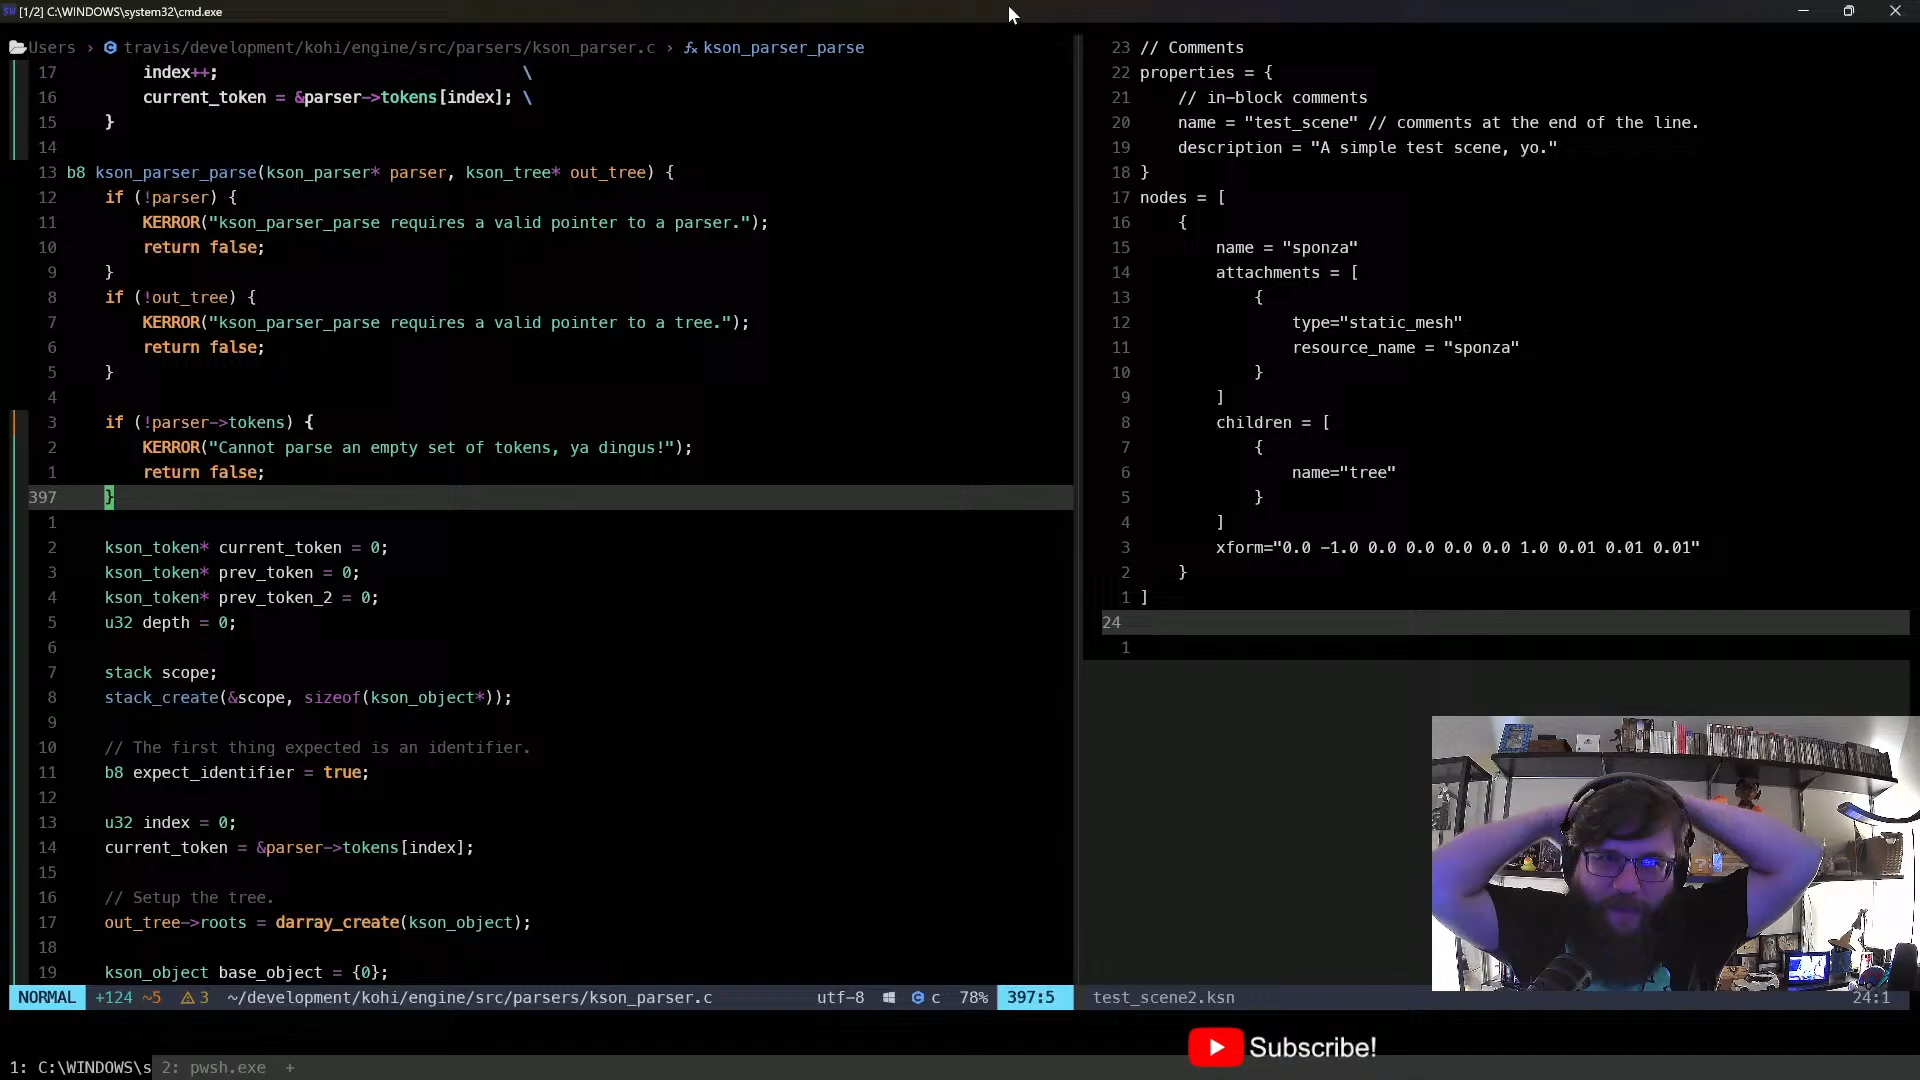 [1/2] C:\WINDOWS\system32\cmd.exe
Users › travis/development/kohi/engine/src/parsers/kson_parser.c › fx kson_parser_parse
17 index++; \
16 current_token = &parser->tokens[index]; \
15 }
14
13 b8 kson_parser_parse(kson_parser* parser, kson_tree* out_tree) {
12 if (!parser) {
11 KERROR("kson_parser_parse requires a valid pointer to a parser.");
10 return false;
9 }
8 if (!out_tree) {
7 KERROR("kson_parser_parse requires a valid pointer to a tree.");
6 return false;
5 }
4
3 if (!parser->tokens) {
2 KERROR("Cannot parse an empty set of tokens, ya dingus!");
1 return false;
397 }
1
2 kson_token* current_token = 0;
3 kson_token* prev_token = 0;
4 kson_token* prev_token_2 = 0;
5 u32 depth = 0;
6
7 stack scope;
8 stack_create(&scope, sizeof(kson_object*));
9
10 // The first thing expected is an identifier.
11 b8 expect_identifier = true;
12
13 u32 index = 0;
14 current_token = &parser->tokens[index];
15
16 // Setup the tree.
17 out_tree->roots = darray_create(kson_object);
18
19 kson_object base_object = {0};
NORMAL +124 ~5 3 ~/development/kohi/engine/src/parsers/kson_parser.c utf-8 c 78% 397:5
23 // Comments
22 properties = {
21 // in-block comments
20 name = "test_scene" // comments at the end of the line.
19 description = "A simple test scene, yo."
18 }
17 nodes = [
16 {
15 name = "sponza"
14 attachments = [
13 {
12 type="static_mesh"
11 resource_name = "sponza"
10 }
9 ]
8 children = [
7 {
6 name="tree"
5 }
4 ]
3 xform="0.0 -1.0 0.0 0.0 0.0 0.0 1.0 0.01 0.01 0.01"
2 }
1 ]
24
1
test_scene2.ksn 24:1
Subscribe!
1: C:\WINDOWS\s 2: pwsh.exe +